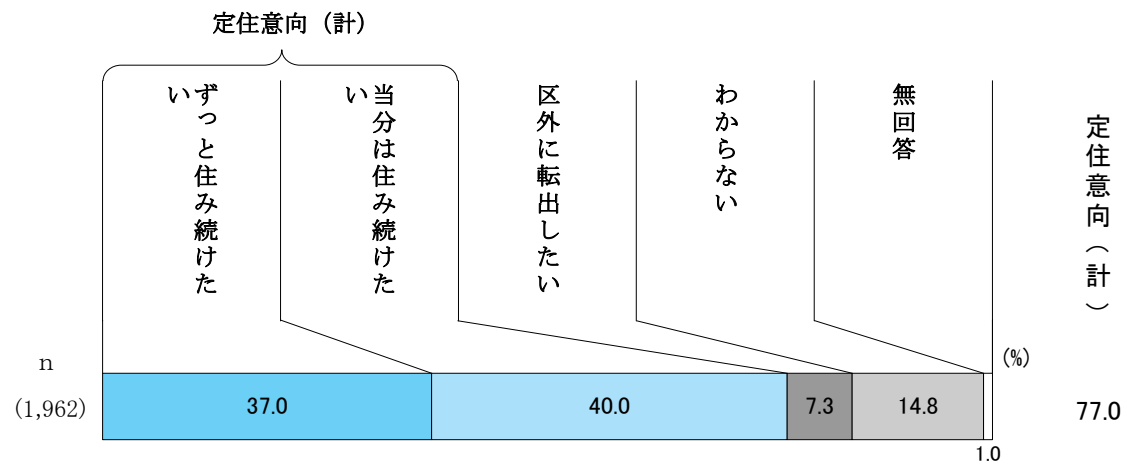 定住意向（計）
ずっと住み続けた
い
当分は住み続けた
い
区外に転出したい
わからない
無回答
定住意向（計）
n
(%)
(1,962)
37.0
40.0
7.3
14.8
77.0
1.0